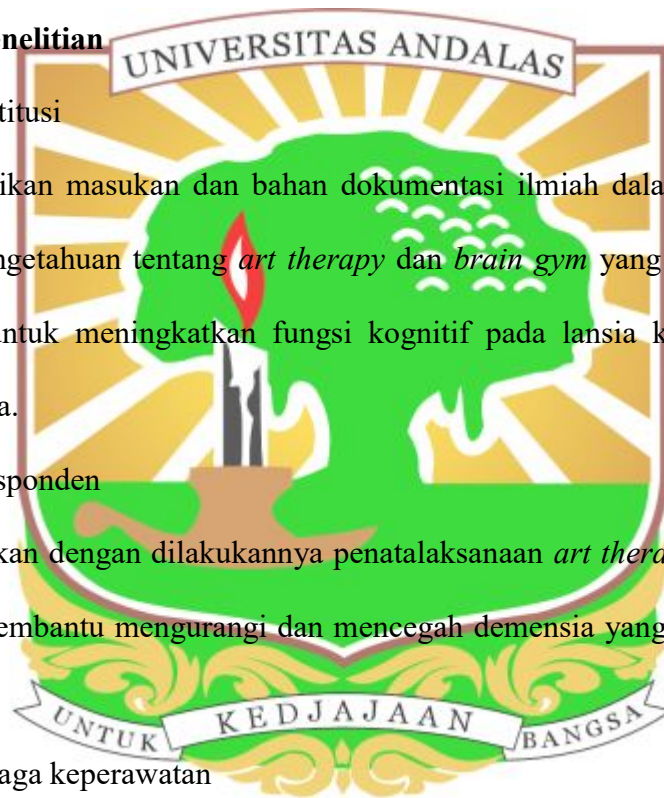 enelitian
UNIVERSITAS ANDALAS
titusi
ikan masukan dan bahan dokumentasi ilmiah dala
ngetahuan tentang art therapy dan brain gym yang
untuk meningkatkan fungsi kognitif pada lansia k
a.
sponden
kan dengan dilakukannya penatalaksanaan art thera
embantu mengurangi dan mencegah demensia yang
UNTUK KEDJAJAAN BANGSA
aga keperawatan